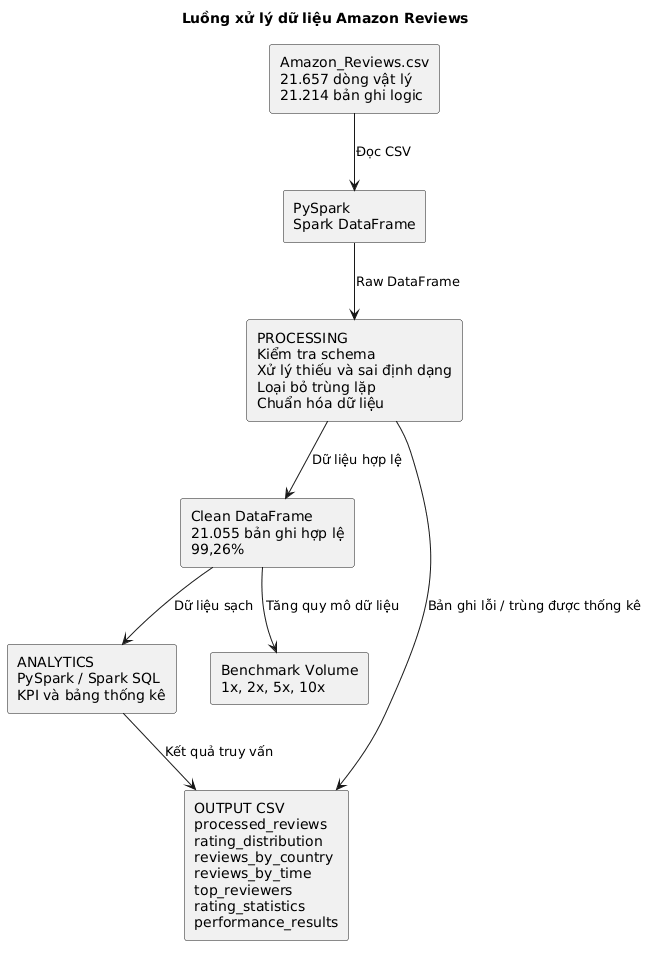 Luồng xử lý dữ liệu Amazon Reviews
Amazon_Reviews.csv
21.657 dòng vật lý
21.214 bản ghi logic
Đọc CSV
PySpark
Spark DataFrame
Raw DataFrame
PROCESSING
Kiểm tra schema
Xử lý thiếu và sai định dạng
Loại bỏ trùng lặp
Chuẩn hóa dữ liệu
Dữ liệu hợp lệ
Clean DataFrame
21.055 bản ghi hợp lệ
99,26%
Dữ liệu sạch
Tăng quy mô dữ liệu
Bản ghi lỗi / trùng được thống kê
ANALYTICS
PySpark / Spark SQL
KPI và bảng thống kê
Benchmark Volume
1x, 2x, 5x, 10x
Kết quả truy vấn
OUTPUT CSV
processed_reviews
rating_distribution
reviews_by_country
reviews_by_time
top_reviewers
rating_statistics
performance_results